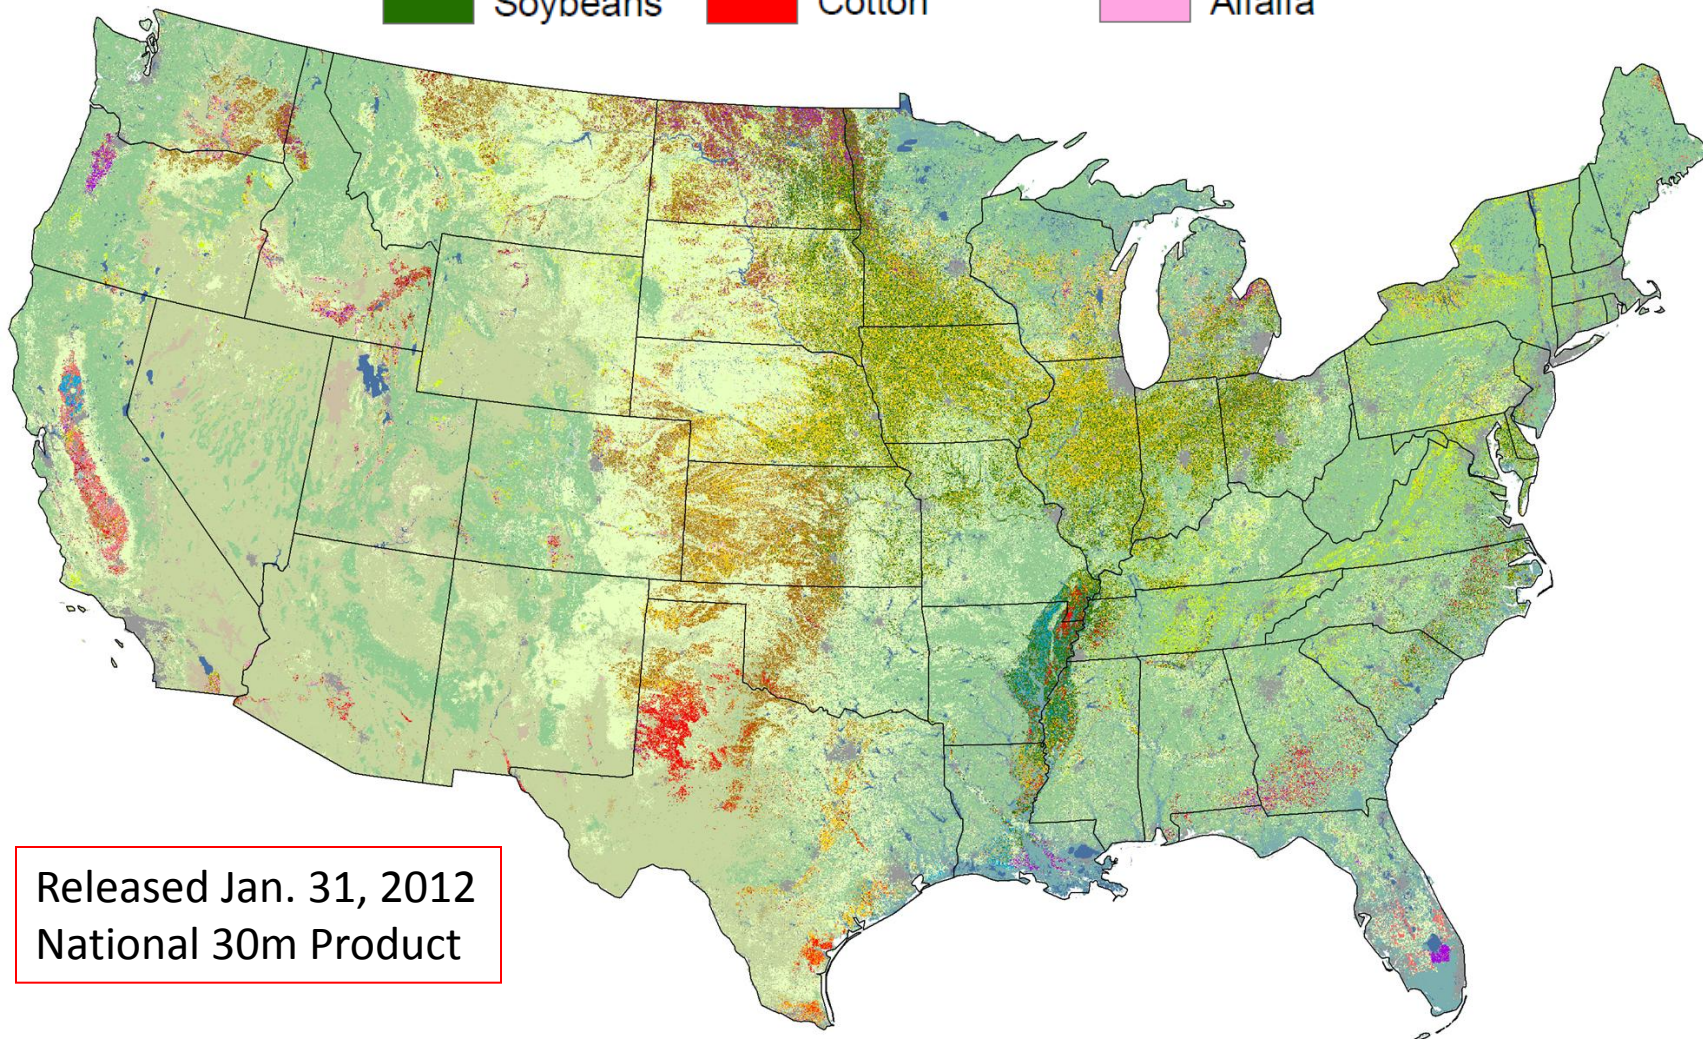 Soybeans Cotton Alfalfa
Released Jan. 31, 2012
National 30m Product